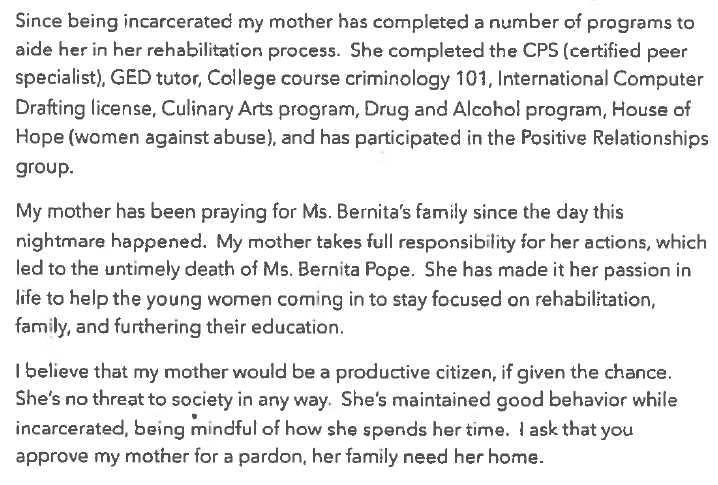 Since being incarcerated my mother has completed a number of programs to
aide her in her rehabilitation process. She completed the CPS (certified peer
specialist), GED tutor, College course criminology 101, International Computer
Drafting license, Culinary Arts program, Drug and Alcohol program, House of
Hope (women against abuse), and has participated in the Positive Relationships
group.
My mother has been praying for Ms. Bernita's family since the day this
nightmare happened. My mother takes full responsibility for her actions, which
led to the untimely death of Ms. Bernita Pope. She has made it her passion in
life to help the young women coming in to stay focused on rehabilitation,
family, and furthering their education.
I believe that my mother would be a productive citizen, if given the chance.
She's no threat to society in any way. She's maintained good behavior while
incarcerated, being mindful of how she spends her time. I ask that you
approve my mother for a pardon, her family need her home.